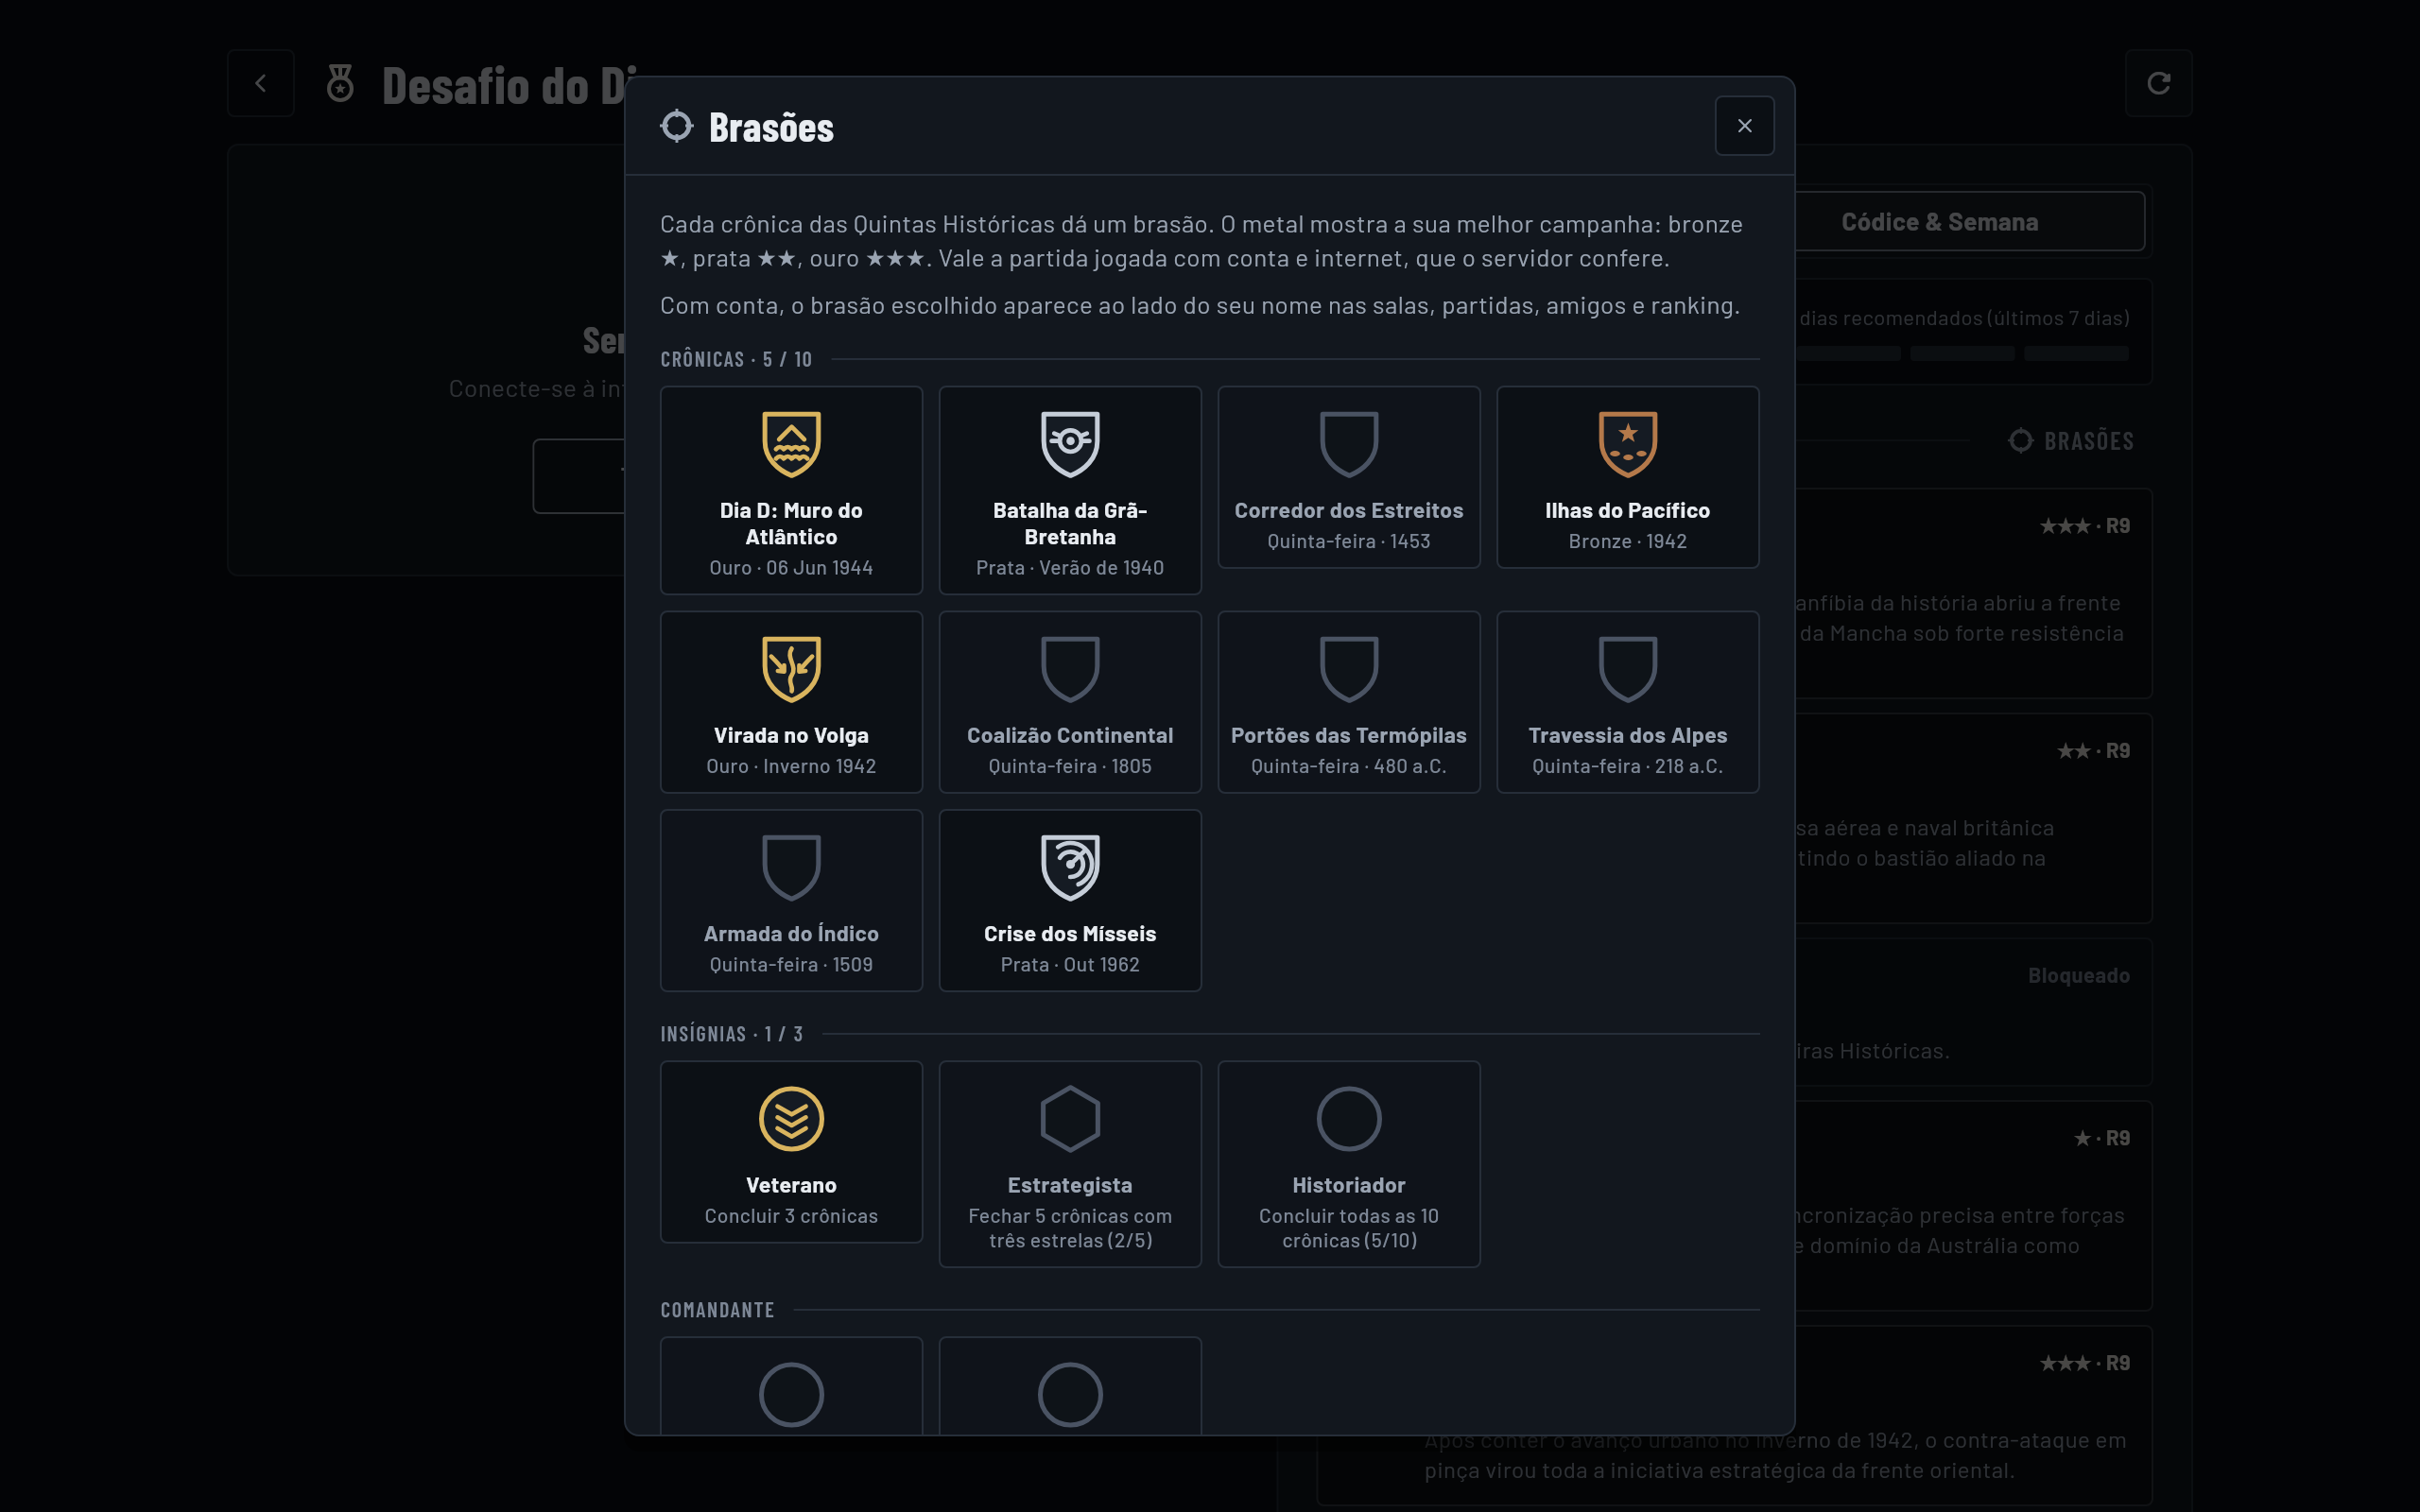 Desafio do Di
Brasões
Cada crônica das Quintas Históricas dá um brasão. O metal mostra a sua melhor campanha: bronze
★, prata ★★, ouro ★★★. Vale a partida jogada com conta e internet, que o servidor confere.
Com conta, o brasão escolhido aparece ao lado do seu nome nas salas, partidas, amigos e ranking.
CRÔNICAS · 5 / 10
Dia D: Muro do
Atlântico
Ouro · 06 Jun 1944
Batalha da Grã-
Bretanha
Prata · Verão de 1940
Corredor dos Estreitos
Quinta-feira · 1453
Ilhas do Pacífico
Bronze · 1942
Virada no Volga
Ouro · Inverno 1942
Coalizão Continental
Quinta-feira · 1805
Portões das Termópilas
Quinta-feira · 480 a.C.
Travessia dos Alpes
Quinta-feira · 218 a.C.
Armada do Índico
Quinta-feira · 1509
Crise dos Mísseis
Prata · Out 1962
INSÍGNIAS · 1 / 3
Veterano
Concluir 3 crônicas
Estrategista
Fechar 5 crônicas com
três estrelas (2/5)
Historiador
Concluir todas as 10
crônicas (5/10)
COMANDANTE
Conecte-se à in
Códice & Semana
dias recomendados (últimos 7 dias)
BRASÕES
★★★ · R9
anfíbia da história abriu a frente
da Mancha sob forte resistência
★★ · R9
sa aérea e naval britânica
tindo o bastião aliado na
Bloqueado
iras Históricas.
★ · R9
ncronização precisa entre forças
e domínio da Austrália como
★★★ · R9
Após conter o avanço urbano no inverno de 1942, o contra-ataque em
pinça virou toda a iniciativa estratégica da frente oriental.